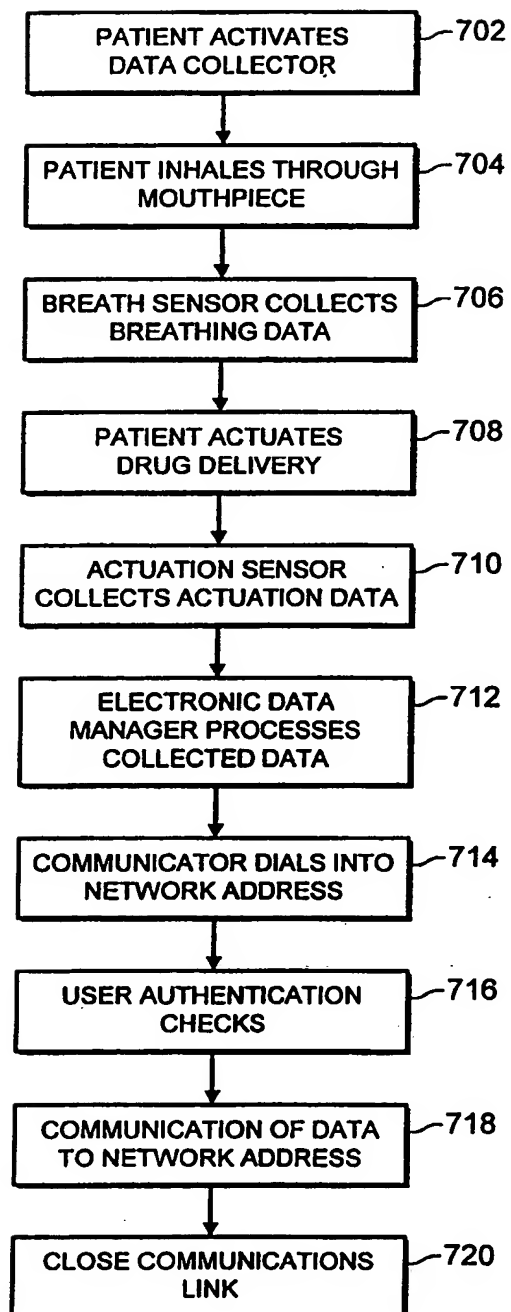 PATIENT ACTIVATES
DATA COLLECTOR
702
PATIENT INHALES THROUGH
MOUTHPIECE
704
BREATH SENSOR COLLECTS
BREATHING DATA
706
PATIENT ACTUATES
DRUG DELIVERY
708
ACTUATION SENSOR
COLLECTS ACTUATION DATA
710
ELECTRONIC DATA
MANAGER PROCESSES
COLLECTED DATA
712
COMMUNICATOR DIALS INTO
NETWORK ADDRESS
714
USER AUTHENTICATION
CHECKS
716
COMMUNICATION OF DATA
TO NETWORK ADDRESS
718
CLOSE COMMUNICATIONS
LINK
720